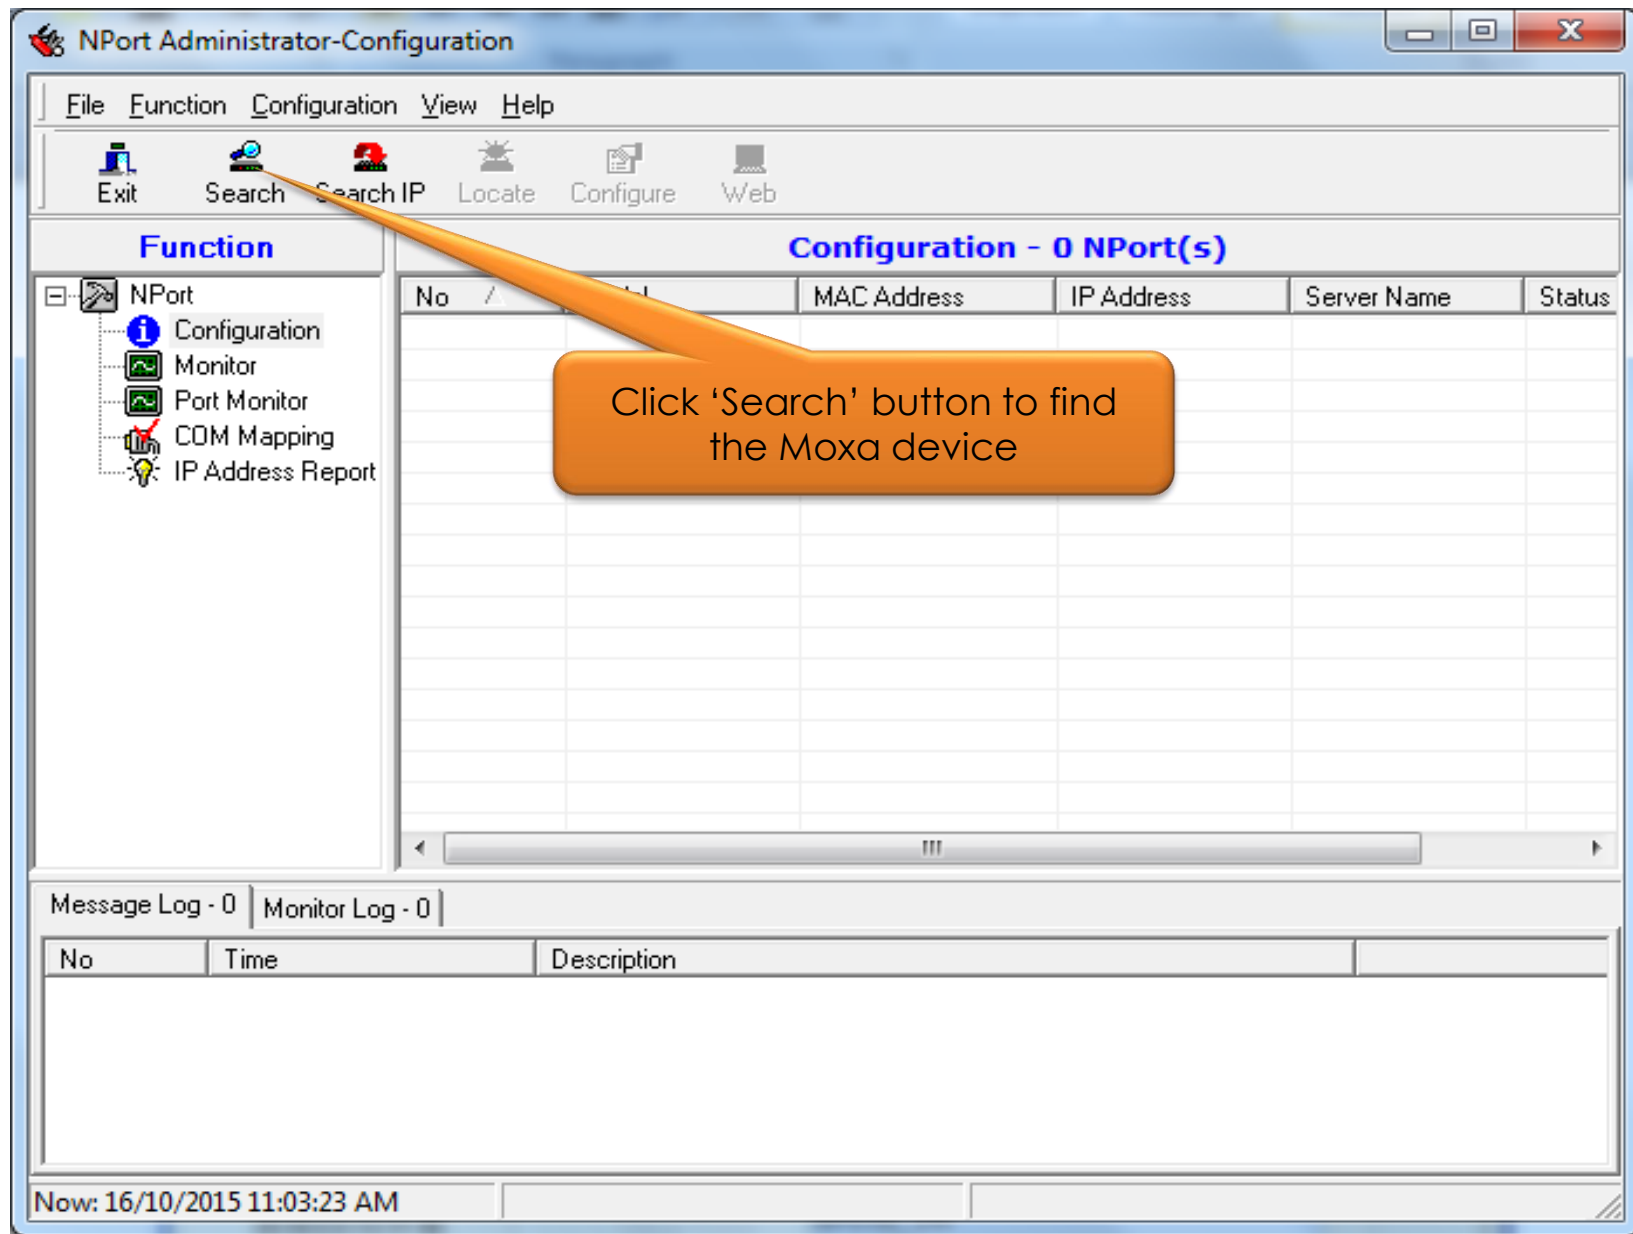 NPort Administrator-Configuration
File Function Configuration View Help
Exit Search Search IP Locate Configure Web
Function
Configuration - 0 NPort(s)
NPort
Configuration
Monitor
Port Monitor
COM Mapping
IP Address Report
No MAC Address IP Address Server Name Status
Click ‘Search’ button to find
the Moxa device
Message Log - 0 Monitor Log - 0
No Time Description
Now: 16/10/2015 11:03:23 AM